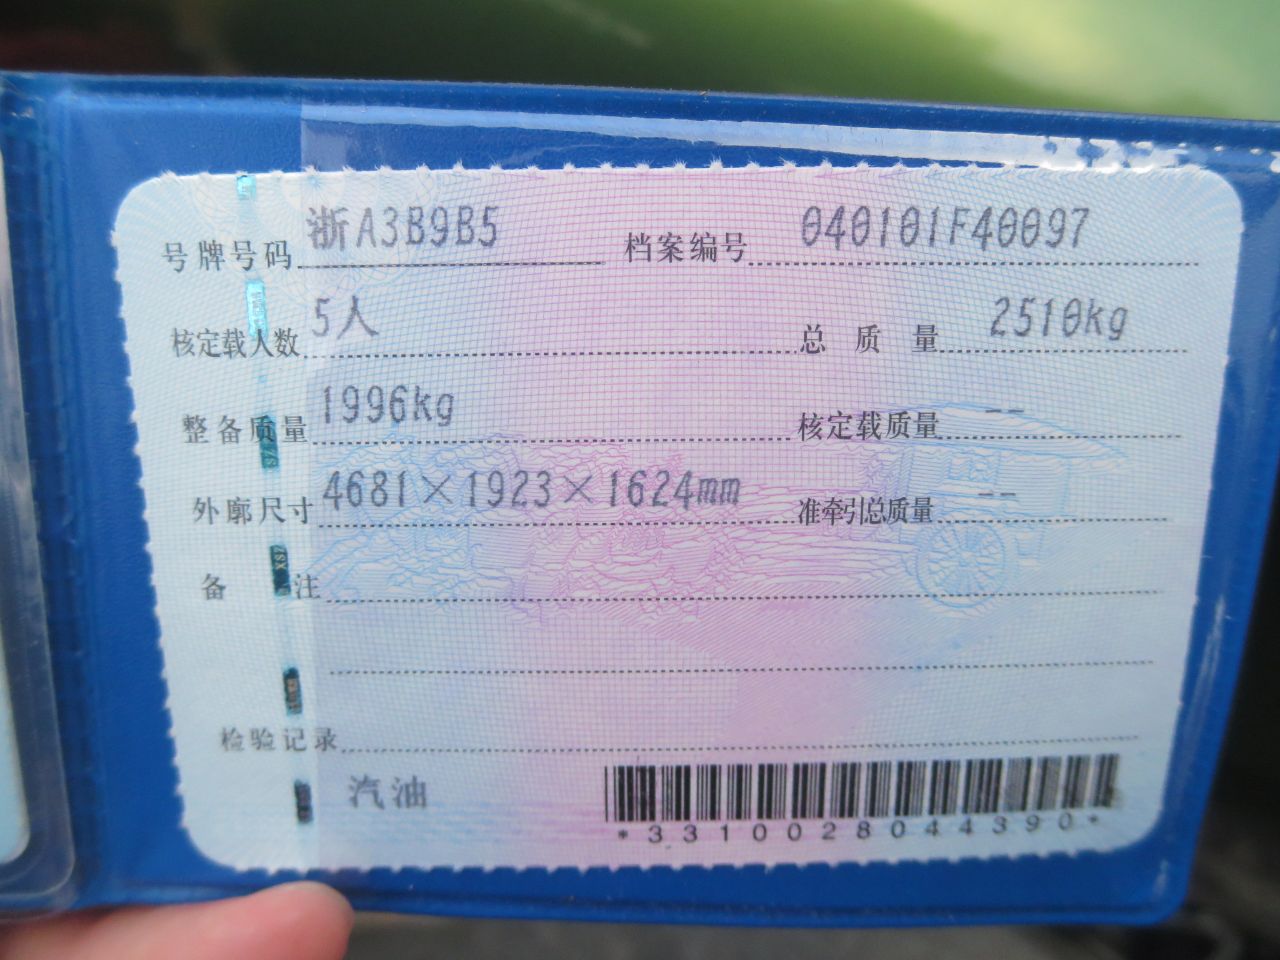 号牌号码 浙A3B9B5 档案编号 040101F40097
核定载人数 5人 总质量 2510kg
整备质量 1996kg 核定载质量 --
外廓尺寸 4681×1923×1624mm 准牵引总质量 --
备注
检验记录
汽油
*3310028044390*